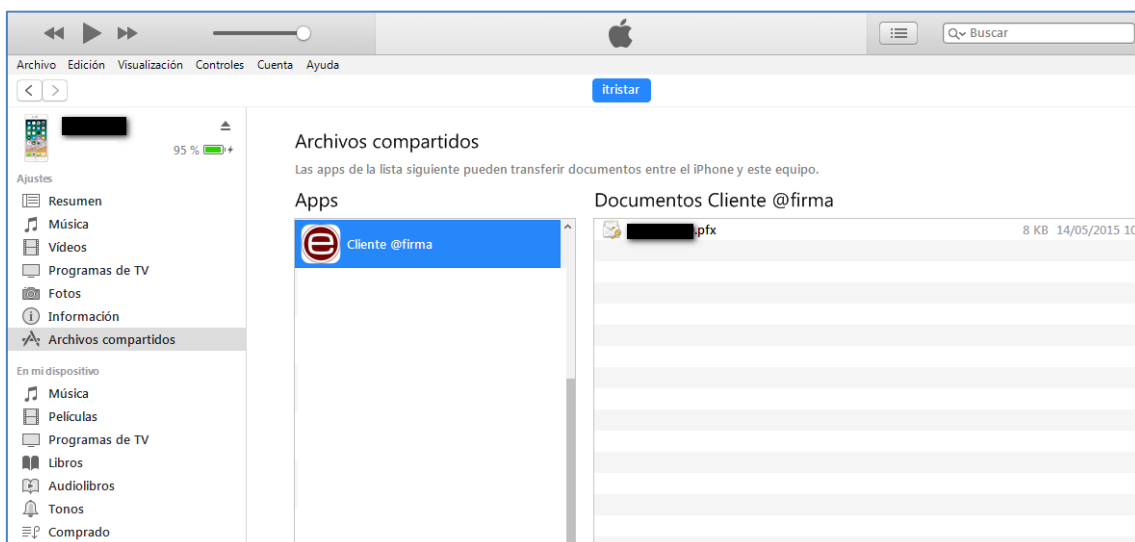 Buscar
Archivo Edición Visualización Controles Cuenta Ayuda
itristar
95 %
Ajustes
Resumen
Música
Vídeos
Programas de TV
Fotos
Información
Archivos compartidos
En mi dispositivo
Música
Películas
Programas de TV
Libros
Audiolibros
Tonos
Comprado
Archivos compartidos
Las apps de la lista siguiente pueden transferir documentos entre el iPhone y este equipo.
Apps
Cliente @firma
Documentos Cliente @firma
.pfx 8 KB 14/05/2015 10